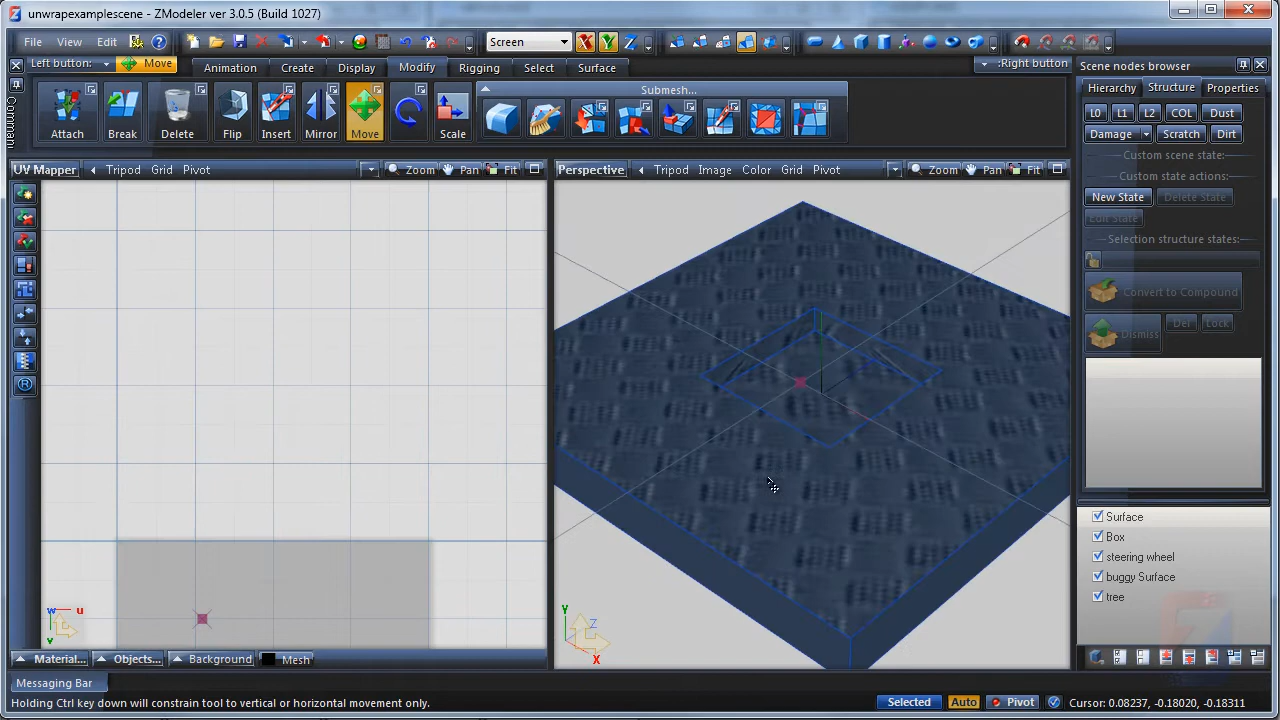 unwrapexamplescene - ZModeler ver 3.0.5 (Build 1027)
File View Edit Screen X Y Z
Left button: Move :Right button
Animation Create Display Modify Rigging Select Surface
Submesh...
Attach Break Delete Flip Insert Mirror Move Scale
UV Mapper Tripod Grid Pivot Zoom Pan Fit
Perspective Tripod Image Color Grid Pivot Zoom Pan Fit
w u v
Y Z X
Material... Objects... Background Mesh
Messaging Bar
Holding Ctrl key down will constrain tool to vertical or horizontal movement only.
Selected Auto Pivot Cursor: 0.08237, -0.18020, -0.18311
Scene nodes browser
Hierarchy Structure Properties
L0 L1 L2 COL Dust
Damage Scratch Dirt
Custom scene state:
Custom state actions:
New State Delete State
Edit State
Selection structure states:
Convert to Compound
Dismiss Del Lock
Surface
Box
steering wheel
buggy Surface
tree